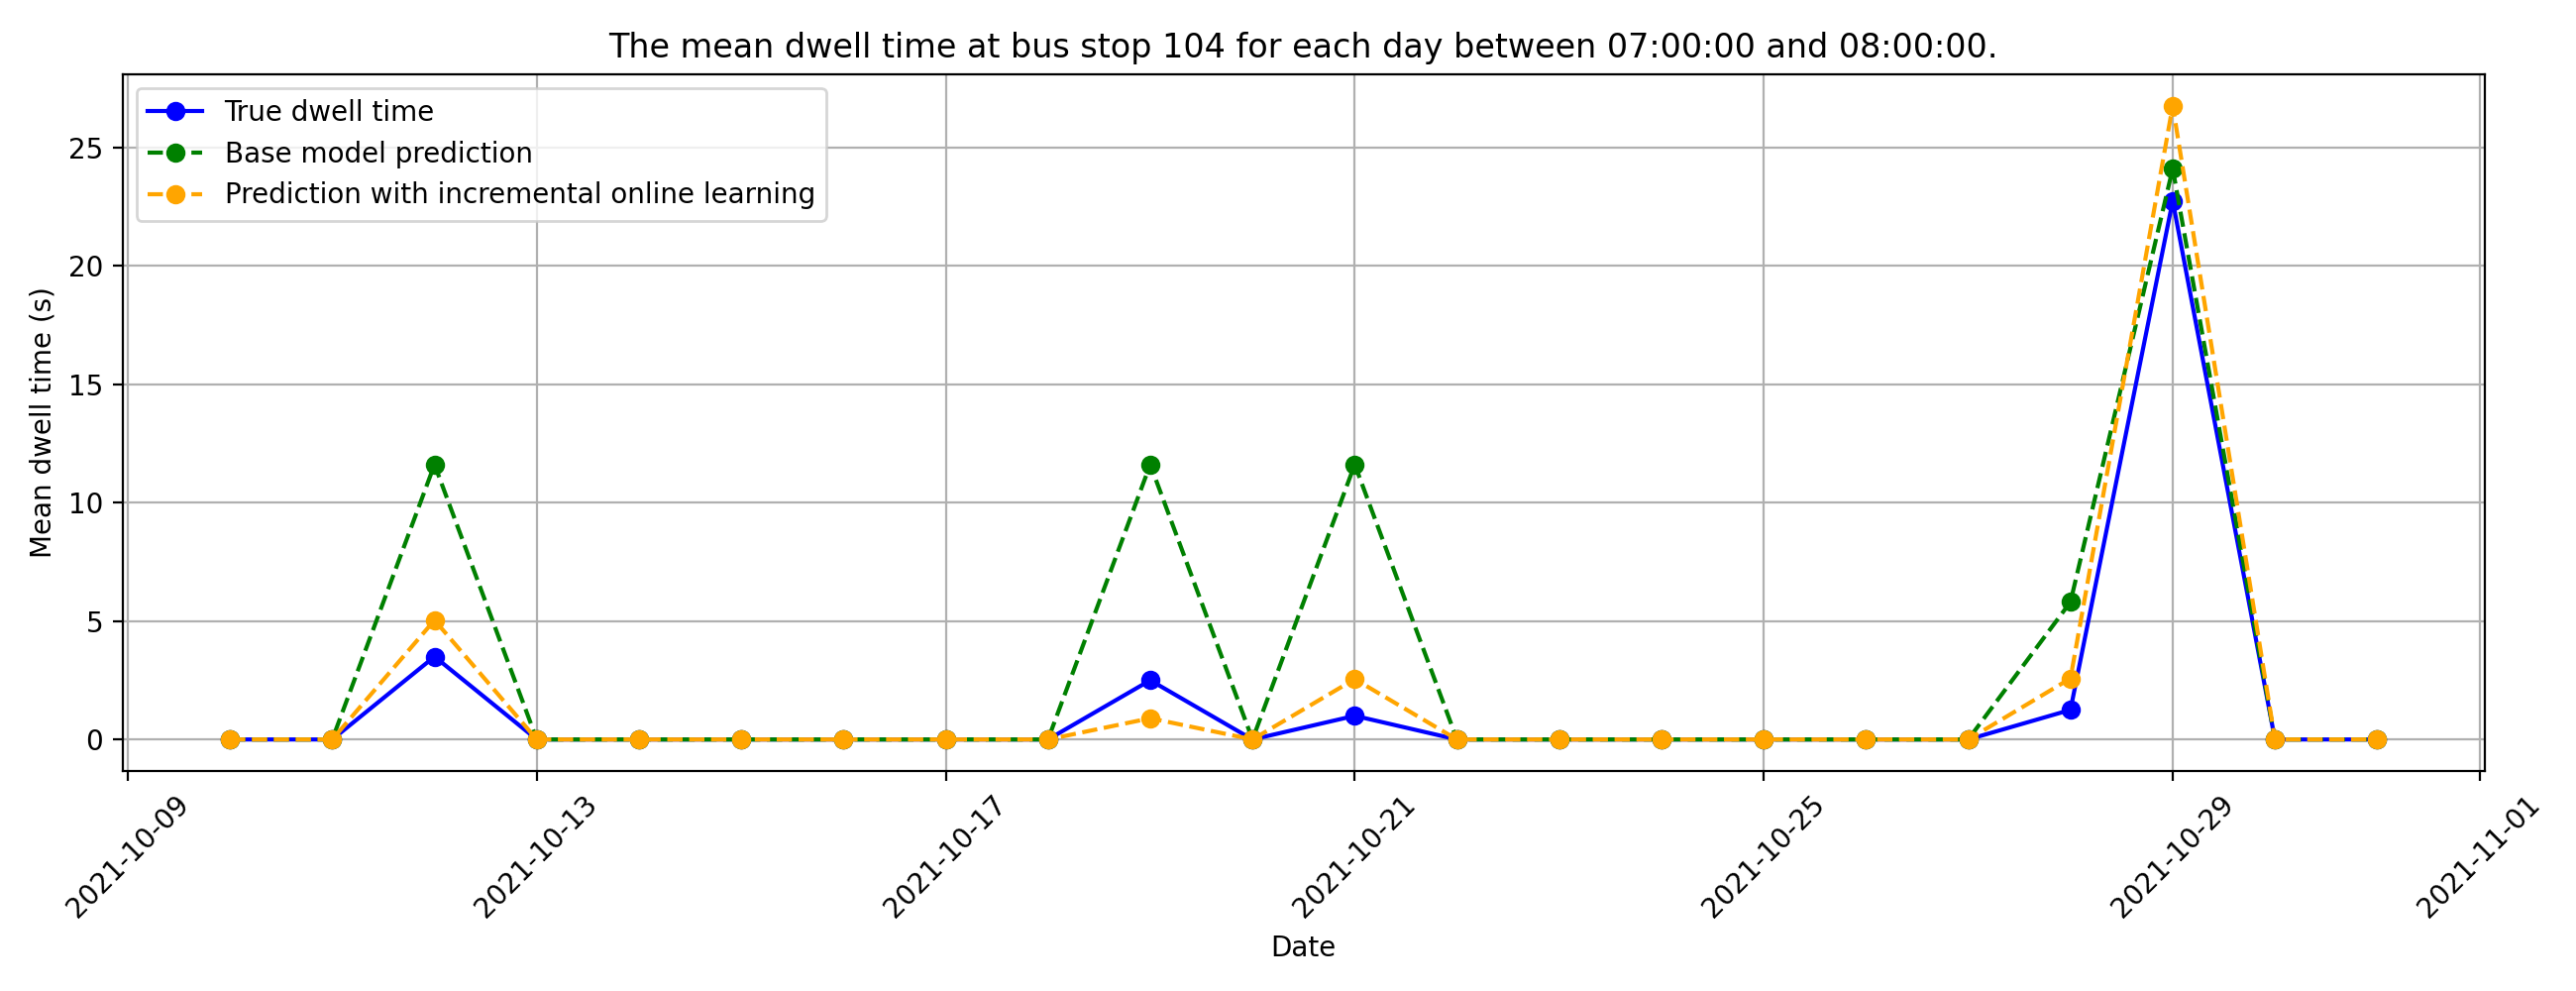 The mean dwell time at bus stop 104 for each day between 07:00:00 and 08:00:00.
True dwell time
Base model prediction
Prediction with incremental online learning
Mean dwell time (s)
25
20
15
10
5
0
2021-10-09
2021-10-13
2021-10-17
2021-10-21
2021-10-25
2021-10-29
2021-11-01
Date